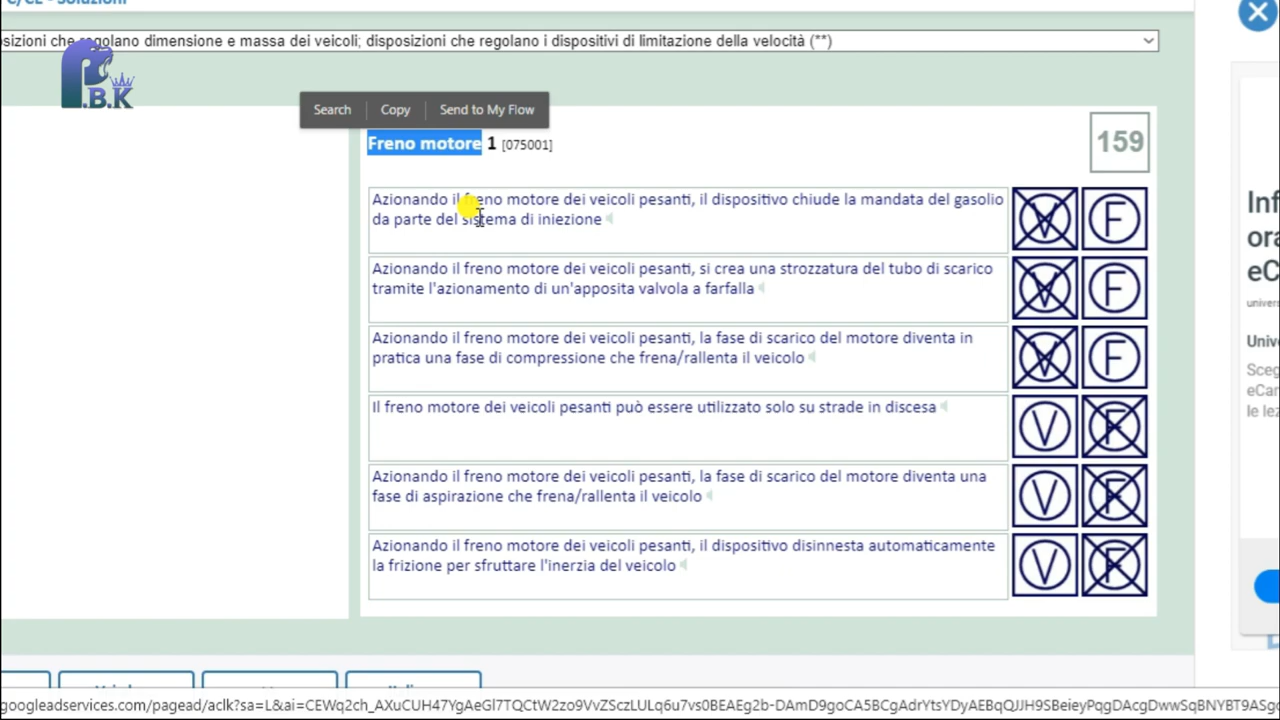 C/CE - Soluzioni
sizioni che regolano dimensione e massa dei veicoli; disposizioni che regolano i dispositivi di limitazione della velocità (**)
P.B.K
Search Copy Send to My Flow
Freno motore 1 [075001]
159
Azionando il freno motore dei veicoli pesanti, il dispositivo chiude la mandata del gasolio
da parte del sistema di iniezione
V F
Azionando il freno motore dei veicoli pesanti, si crea una strozzatura del tubo di scarico
tramite l'azionamento di un'apposita valvola a farfalla
V F
Azionando il freno motore dei veicoli pesanti, la fase di scarico del motore diventa in
pratica una fase di compressione che frena/rallenta il veicolo
V F
Il freno motore dei veicoli pesanti può essere utilizzato solo su strade in discesa
V F
Azionando il freno motore dei veicoli pesanti, la fase di scarico del motore diventa una
fase di aspirazione che frena/rallenta il veicolo
V F
Azionando il freno motore dei veicoli pesanti, il dispositivo disinnesta automaticamente
la frizione per sfruttare l'inerzia del veicolo
V F
Inf
ora
eC
univer
Univ
Sceg
eCar
le lez
googleadservices.com/pagead/aclk?sa=L&ai=CEWq2ch_AXuCUH47YgAeGl7TQCtW2zo9VvZSczLULq6u7vs0BEAEg2b-DAmD9goCA5BCgAdrYtsYDyAEBqQJJH9SBeieyPqgDAcgDwwSqBNYBT9ASg